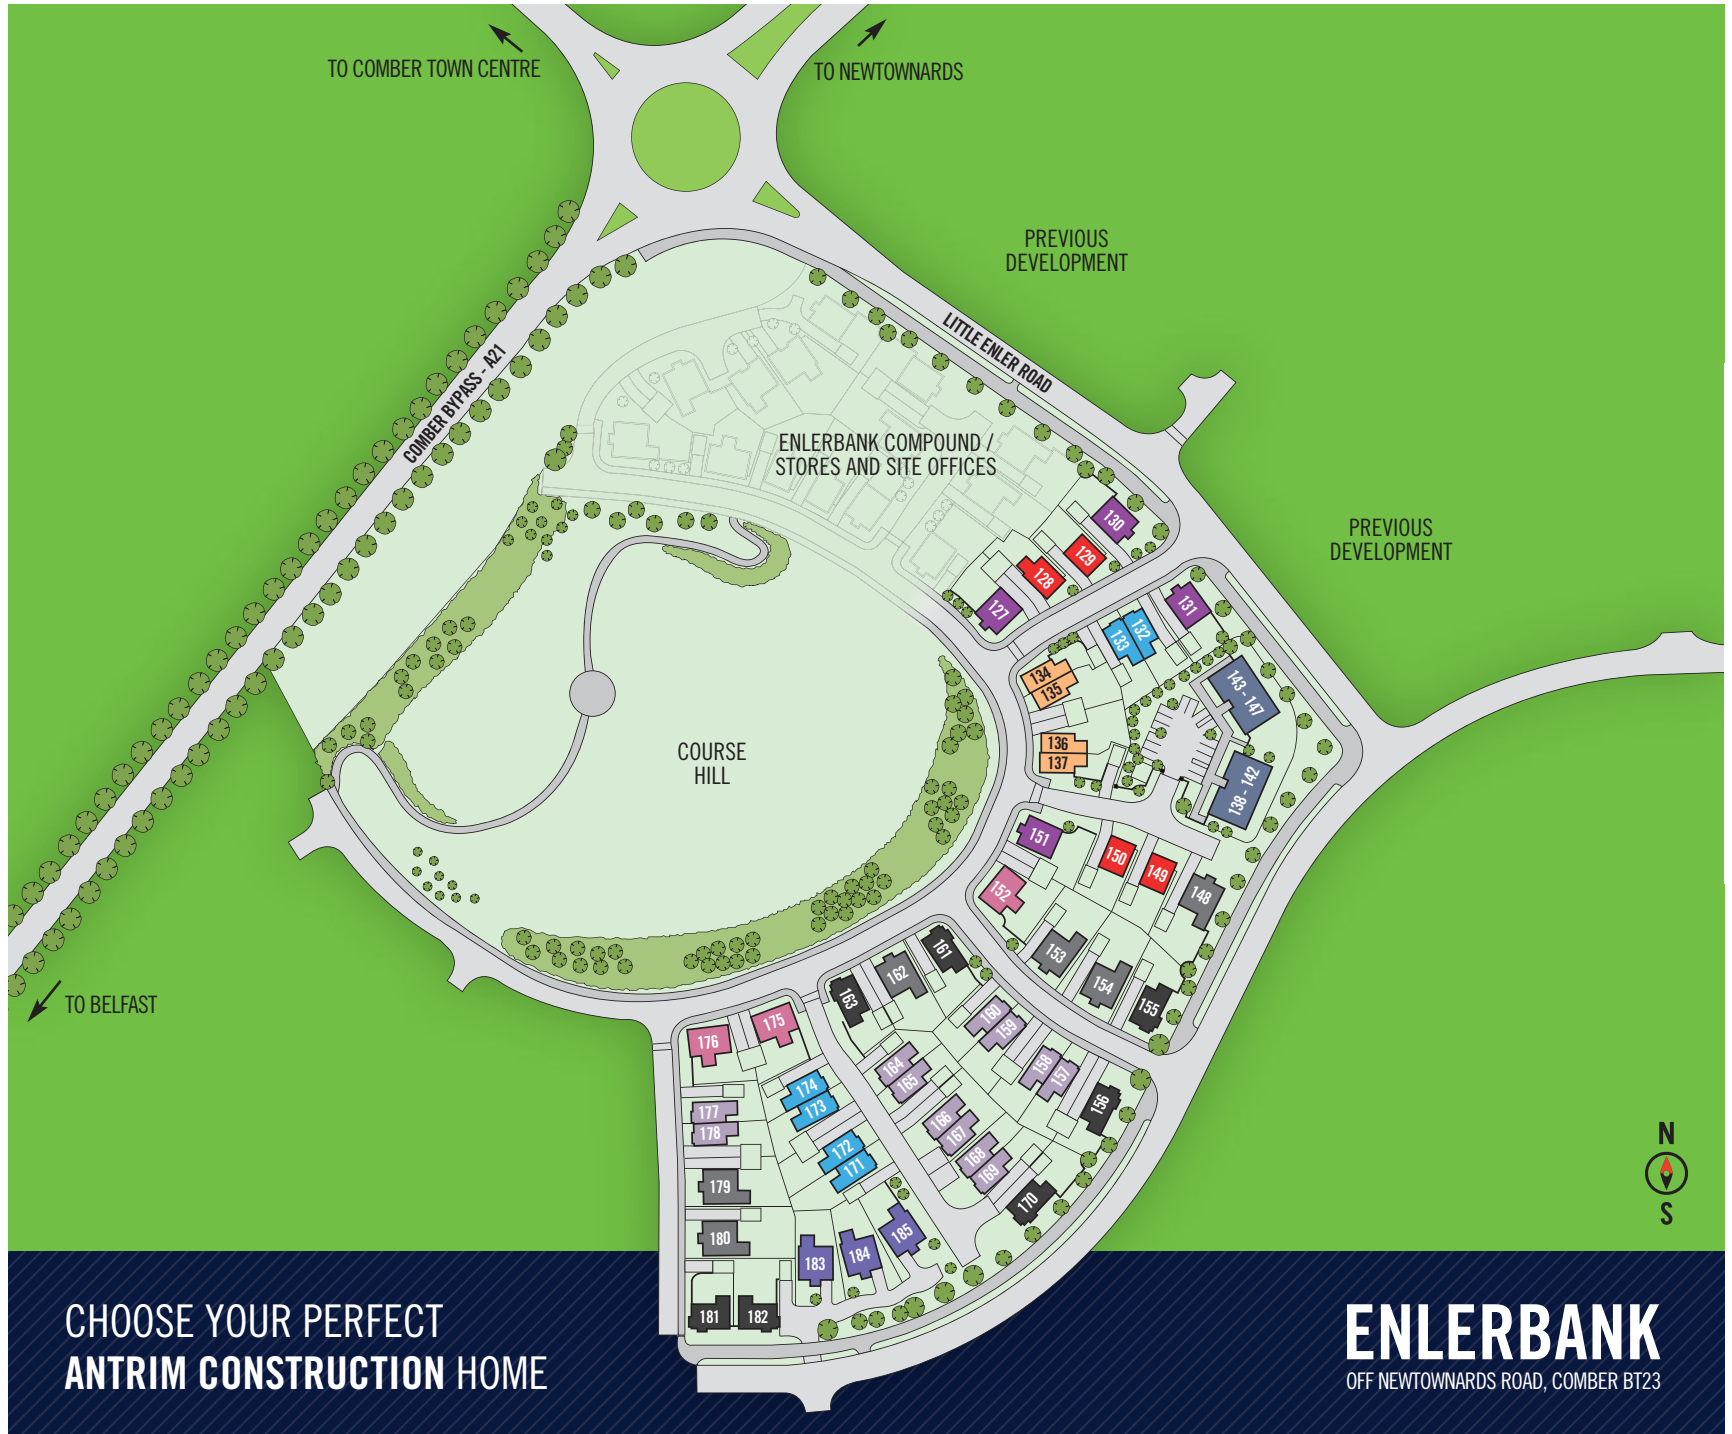 TO COMBER TOWN CENTRE
TO NEWTOWNARDS
PREVIOUS
DEVELOPMENT
LITTLE ENLER ROAD
COMBER BYPASS - A21
ENLERBANK COMPOUND /
STORES AND SITE OFFICES
PREVIOUS
DEVELOPMENT
130
129
128
127
131
132
133
134
135
136
137
143 - 147
138 - 142
COURSE
HILL
151
150
149
148
152
153
154
155
161
162
163
160
159
158
157
156
164
165
166
167
168
169
170
TO BELFAST
176
175
174
173
172
171
177
178
179
180
181
182
183
184
185
N
S
CHOOSE YOUR PERFECT
ANTRIM CONSTRUCTION HOME
ENLERBANK
OFF NEWTOWNARDS ROAD, COMBER BT23